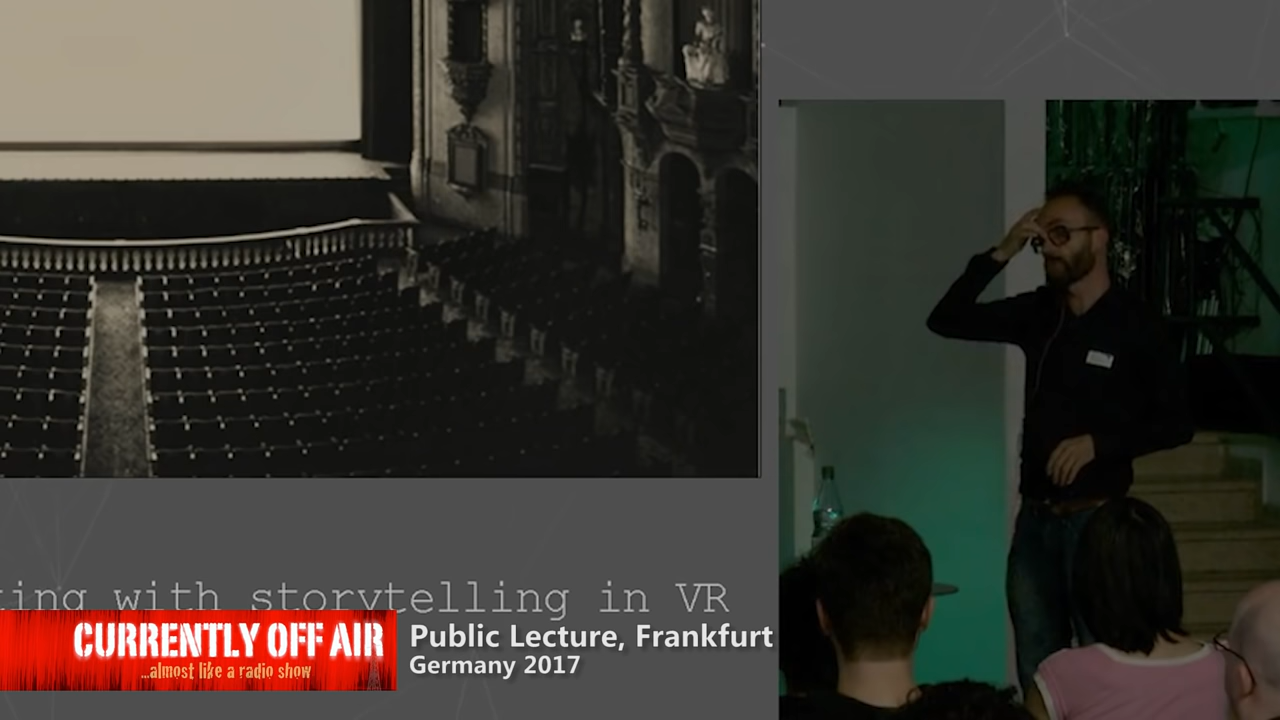 ting with storytelling in VR
CURRENTLY OFF AIR
...almost like a radio show
Public Lecture, Frankfurt
Germany 2017